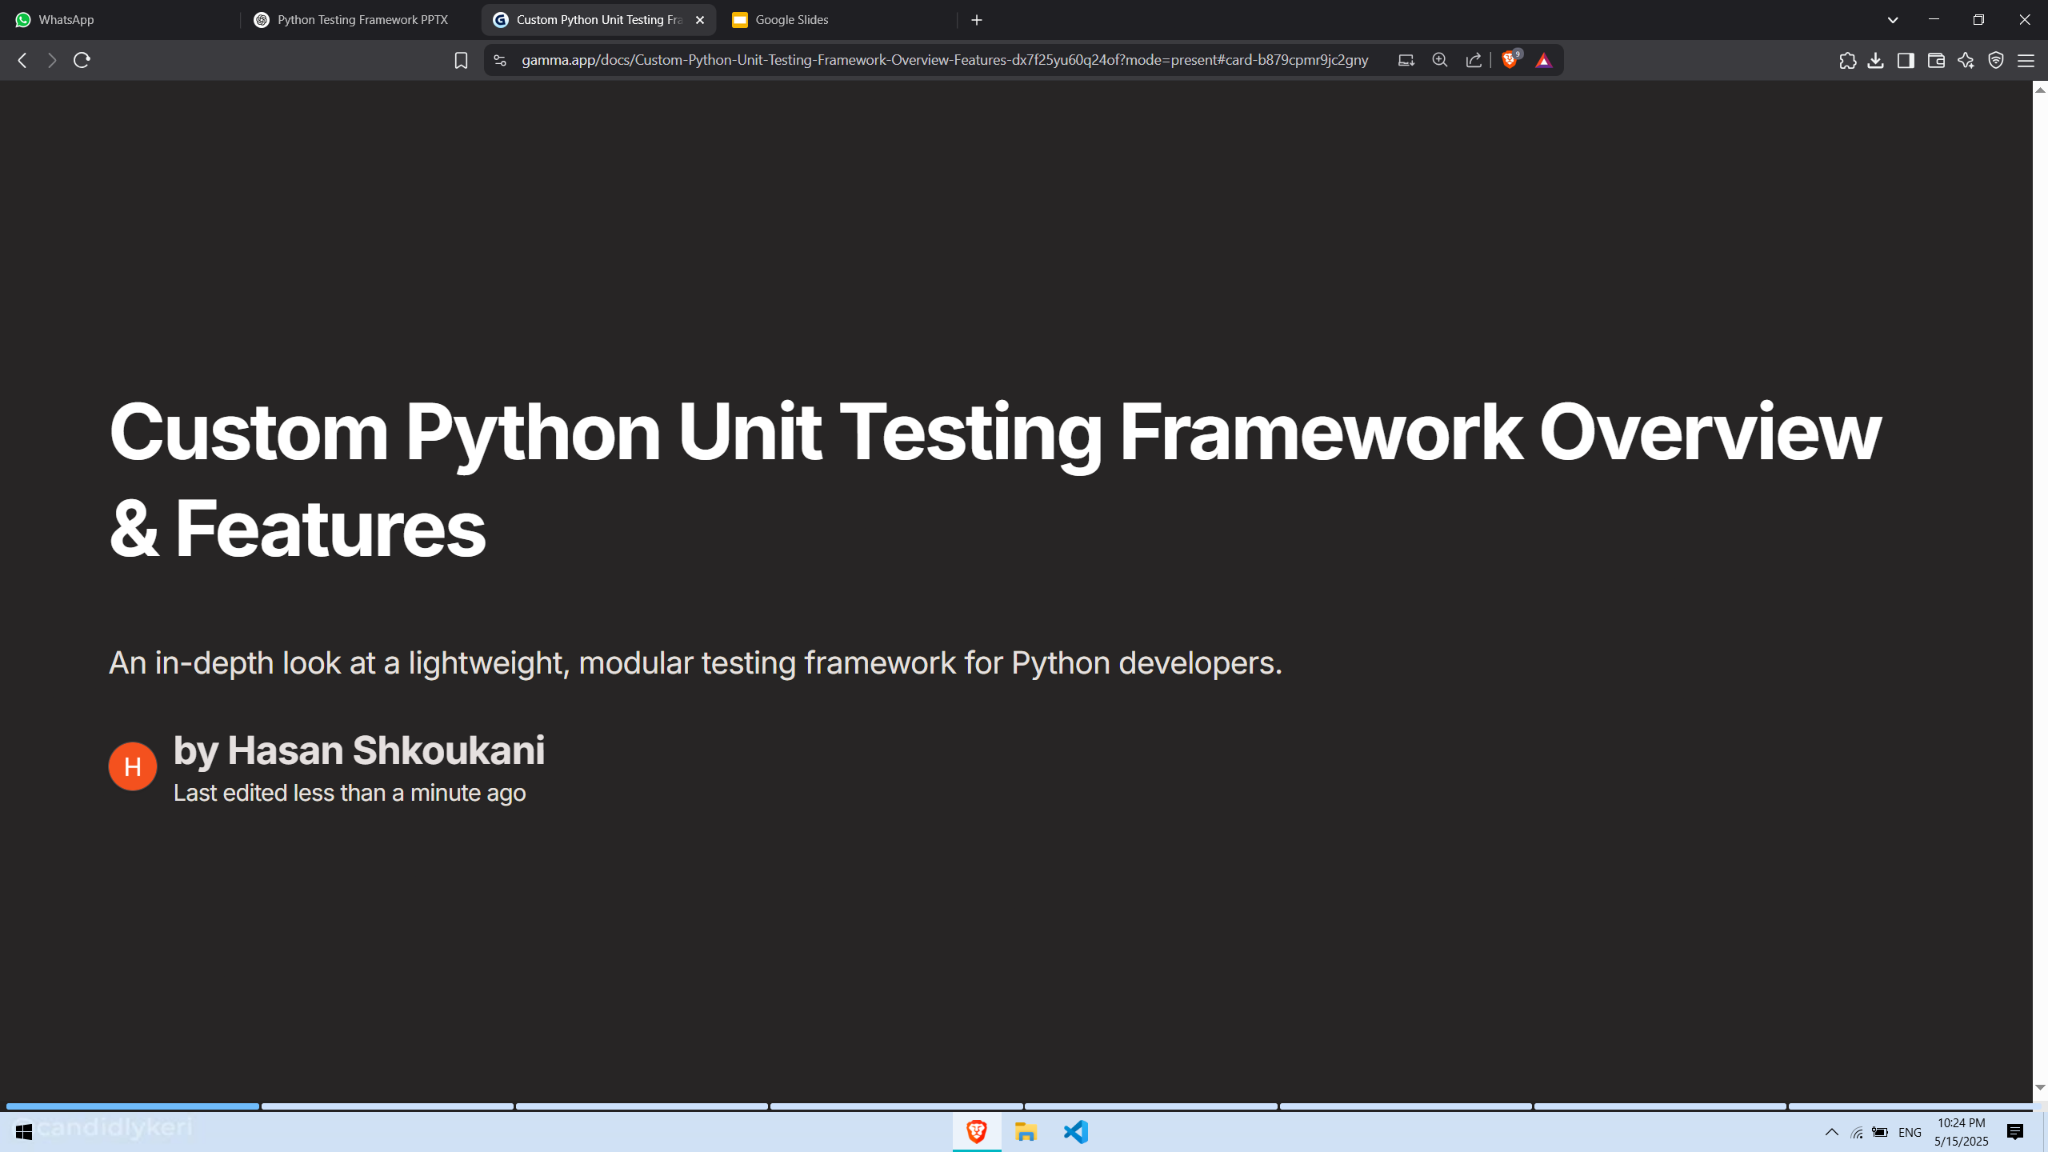 WhatsApp
Python Testing Framework PPTX
Custom Python Unit Testing Fra
Google Slides
gamma.app/docs/Custom-Python-Unit-Testing-Framework-Overview-Features-dx7f25yu60q24of?mode=present#card-b879cpmr9jc2gny
9
Custom Python Unit Testing Framework Overview
& Features
An in-depth look at a lightweight, modular testing framework for Python developers.
H
by Hasan Shkoukani
Last edited less than a minute ago
candidlykeri
ENG
10:24 PM
5/15/2025